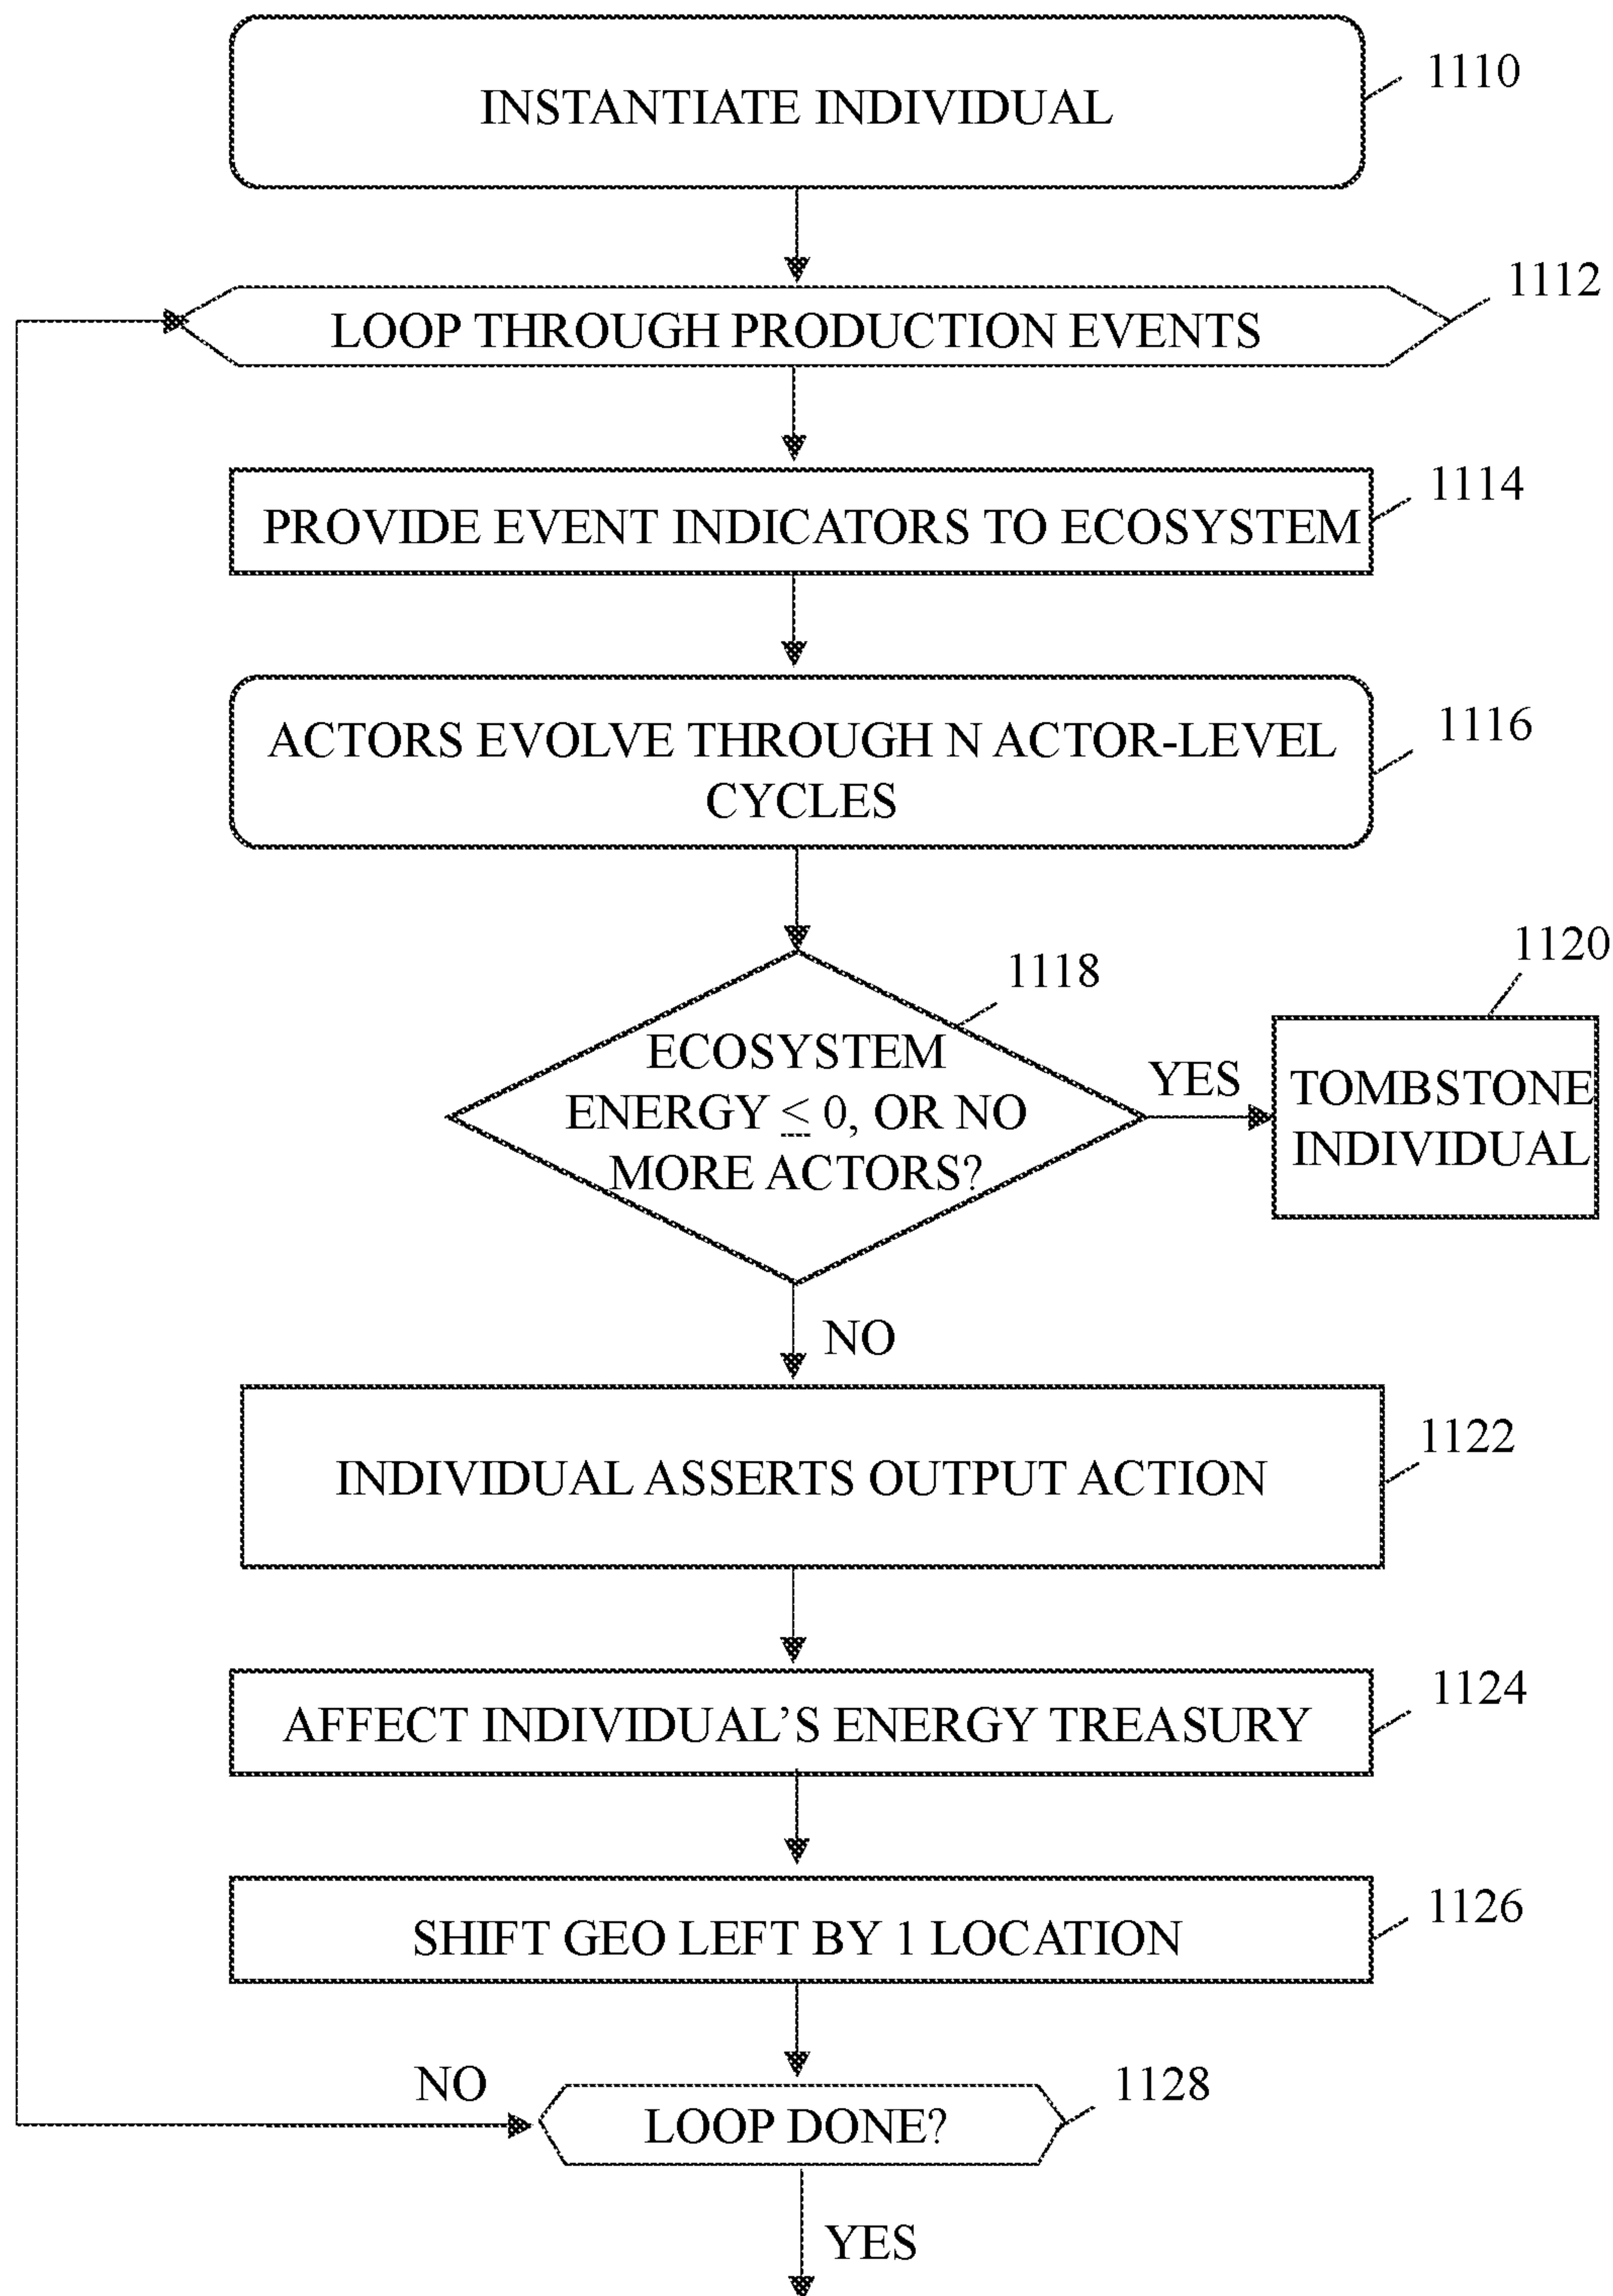 INSTANTIATE INDIVIDUAL
1110
1112
LOOP THROUGH PRODUCTION EVENTS
1114
PROVIDE EVENT INDICATORS TO ECOSYSTEM
1116
ACTORS EVOLVE THROUGH N ACTOR-LEVEL
CYCLES
1118
1120
ECOSYSTEM
ENERGY ≤ 0, OR NO
MORE ACTORS?
YES
TOMBSTONE
INDIVIDUAL
NO
1122
INDIVIDUAL ASSERTS OUTPUT ACTION
1124
AFFECT INDIVIDUAL’S ENERGY TREASURY
1126
SHIFT GEO LEFT BY 1 LOCATION
NO
1128
LOOP DONE?
YES